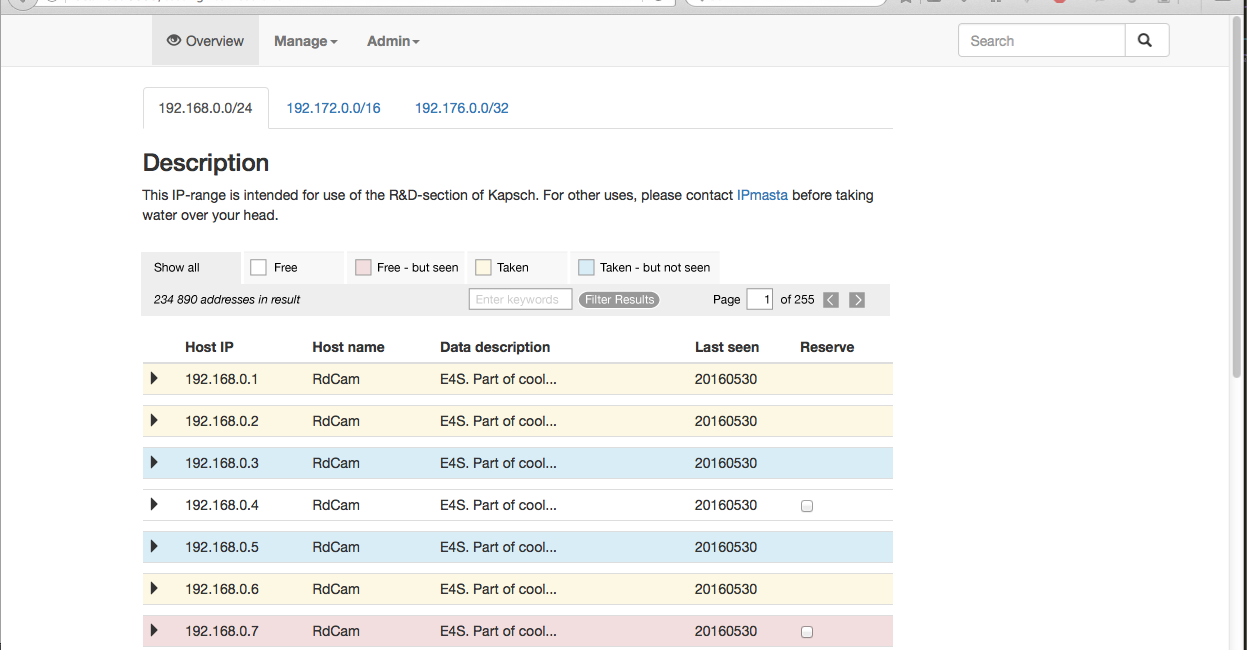 Overview Manage Admin Search
192.168.0.0/24 192.172.0.0/16 192.176.0.0/32
Description
This IP-range is intended for use of the R&D-section of Kapsch. For other uses, please contact IPmasta before taking
water over your head.
Show all Free Free - but seen Taken Taken - but not seen
234 890 addresses in result Enter keywords Filter Results Page 1 of 255
Host IP Host name Data description Last seen Reserve
192.168.0.1 RdCam E4S. Part of cool... 20160530
192.168.0.2 RdCam E4S. Part of cool... 20160530
192.168.0.3 RdCam E4S. Part of cool... 20160530
192.168.0.4 RdCam E4S. Part of cool... 20160530
192.168.0.5 RdCam E4S. Part of cool... 20160530
192.168.0.6 RdCam E4S. Part of cool... 20160530
192.168.0.7 RdCam E4S. Part of cool... 20160530